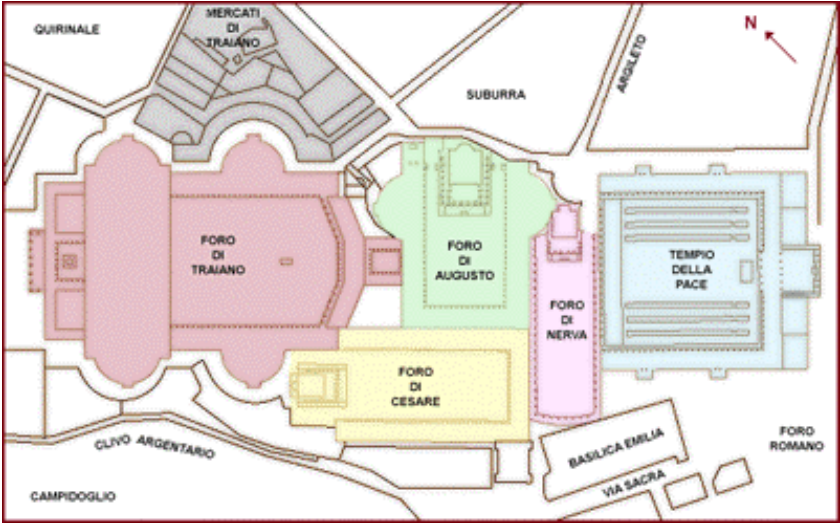 MERCATI
DI
TRAIANO
QUIRINALE
N
ARGILETO
SUBURRA
FORO
DI
TRAIANO
FORO
DI
AUGUSTO
TEMPIO
DELLA
PACE
FORO
DI
NERVA
FORO
DI
CESARE
CLIVO ARGENTARIO
BASILICA EMILIA
FORO
ROMANO
VIA SACRA
CAMPIDOGLIO